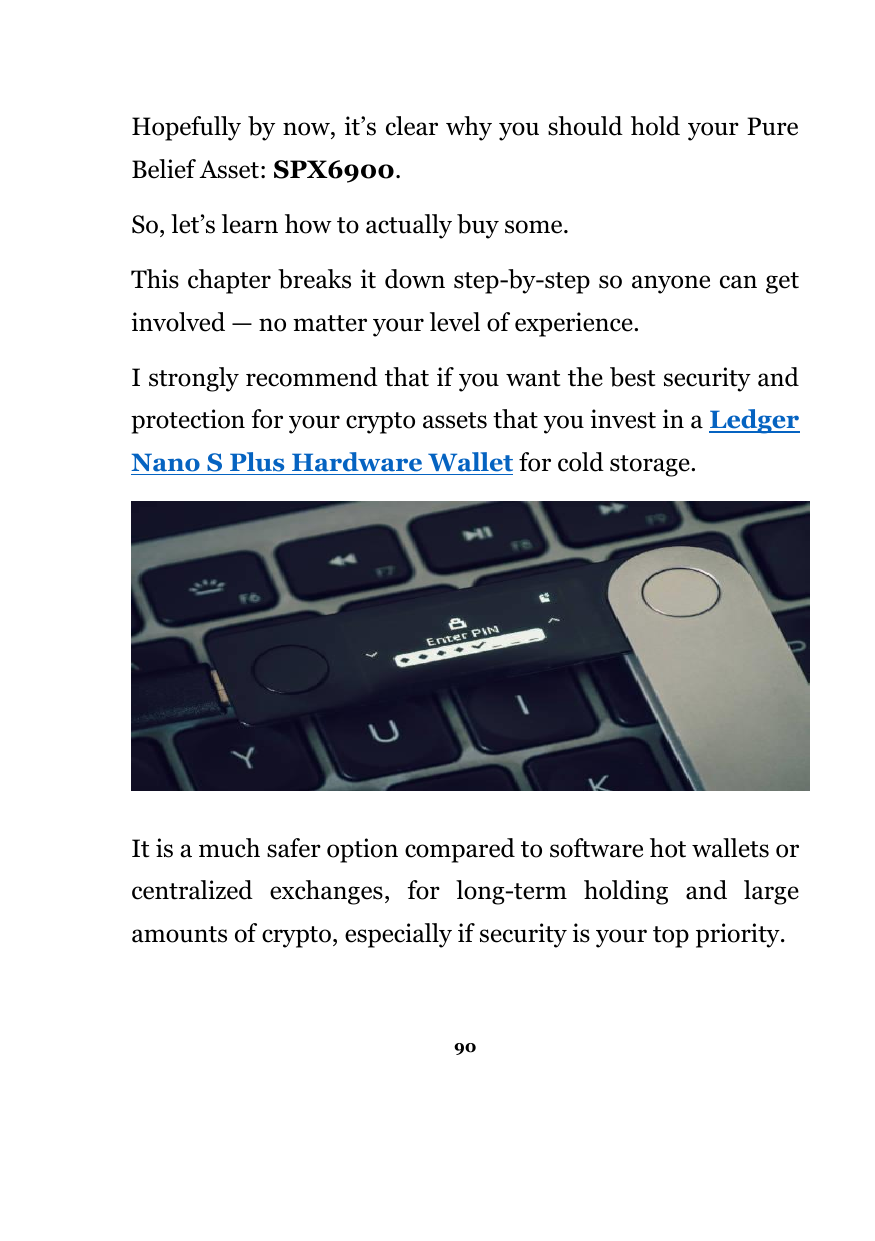 Hopefully by now, it’s clear why you should hold your Pure
Belief Asset: SPX6900.
So, let’s learn how to actually buy some.
This chapter breaks it down step-by-step so anyone can get
involved — no matter your level of experience.
I strongly recommend that if you want the best security and
protection for your crypto assets that you invest in a Ledger
Nano S Plus Hardware Wallet for cold storage.
F6
F7
F8
F9
Enter PIN
Y
U
I
K
P
It is a much safer option compared to software hot wallets or
centralized exchanges, for long-term holding and large
amounts of crypto, especially if security is your top priority.
90